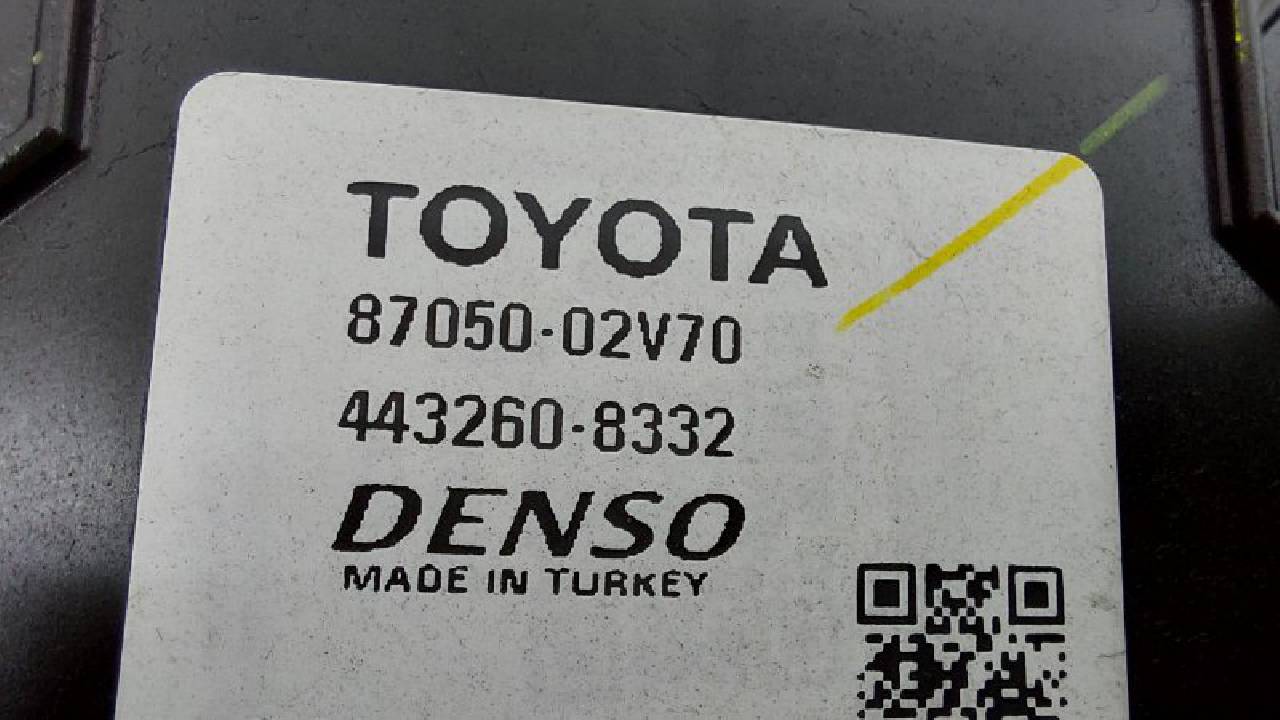 TOYOTA
87050-02V70
443260-8332
DENSO
MADE IN TURKEY